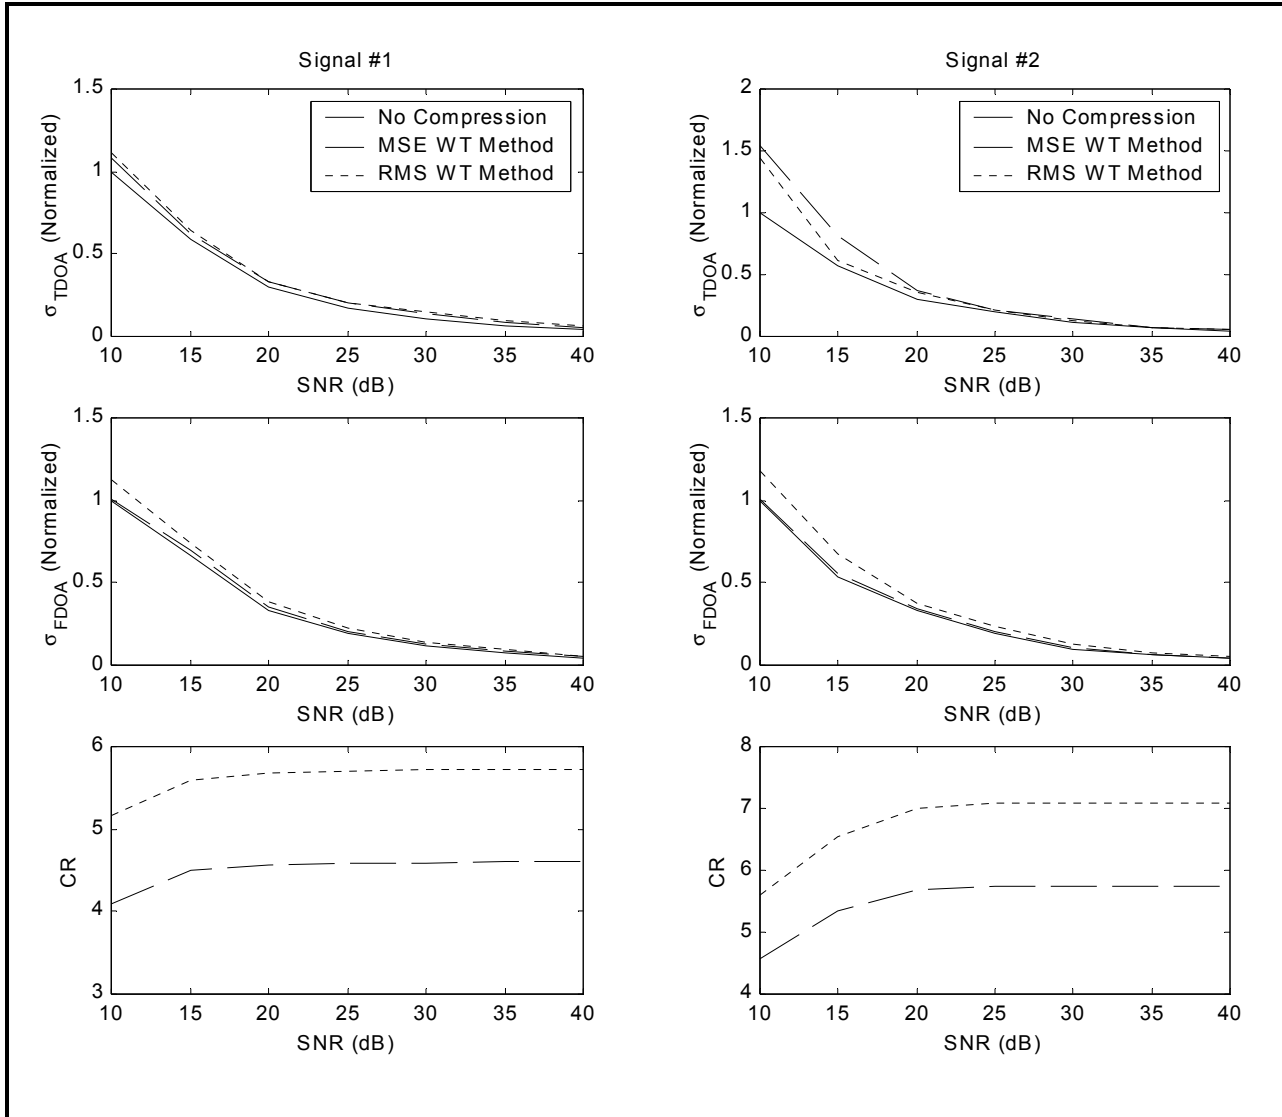 Signal #1
1.5
1
0.5
0
σTDOA (Normalized)
No Compression
MSE WT Method
RMS WT Method
10 15 20 25 30 35 40
SNR (dB)
Signal #2
2
1.5
1
0.5
0
σTDOA (Normalized)
No Compression
MSE WT Method
RMS WT Method
10 15 20 25 30 35 40
SNR (dB)
1.5
1
0.5
0
σFDOA (Normalized)
10 15 20 25 30 35 40
SNR (dB)
1.5
1
0.5
0
σFDOA (Normalized)
10 15 20 25 30 35 40
SNR (dB)
6
5
4
3
CR
10 15 20 25 30 35 40
SNR (dB)
8
7
6
5
4
CR
10 15 20 25 30 35 40
SNR (dB)